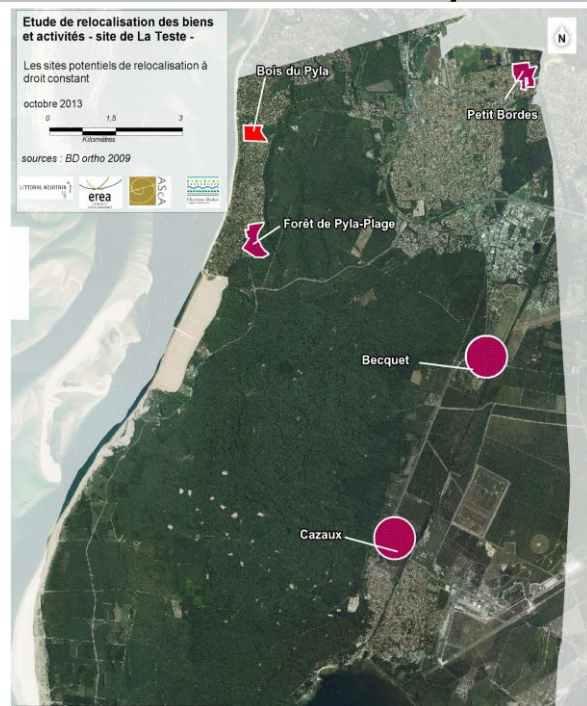 Etude de relocalisation des biens
et activités - site de La Teste -
Les sites potentiels de relocalisation à
droit constant
octobre 2013
0 1,5 3
Kilomètres
sources : BD ortho 2009
erea
AScA
N
Bois du Pyla
Petit Bordes
Forêt de Pyla-Plage
Becquet
Cazaux